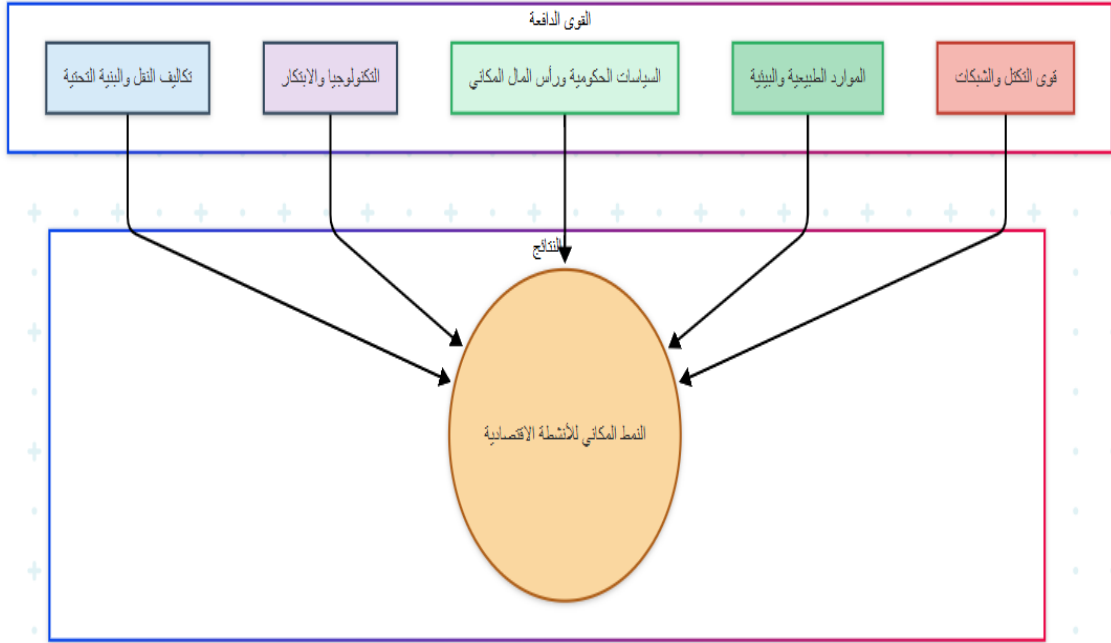 القوى الدافعة
قوى التكتل والشبكات
الموارد الطبيعية والبيئية
السياسات الحكومية ورأس المال المكاني
التكنولوجيا والابتكار
تكاليف النقل والبنية التحتية
النتائج
النمط المكاني للأنشطة الاقتصادية